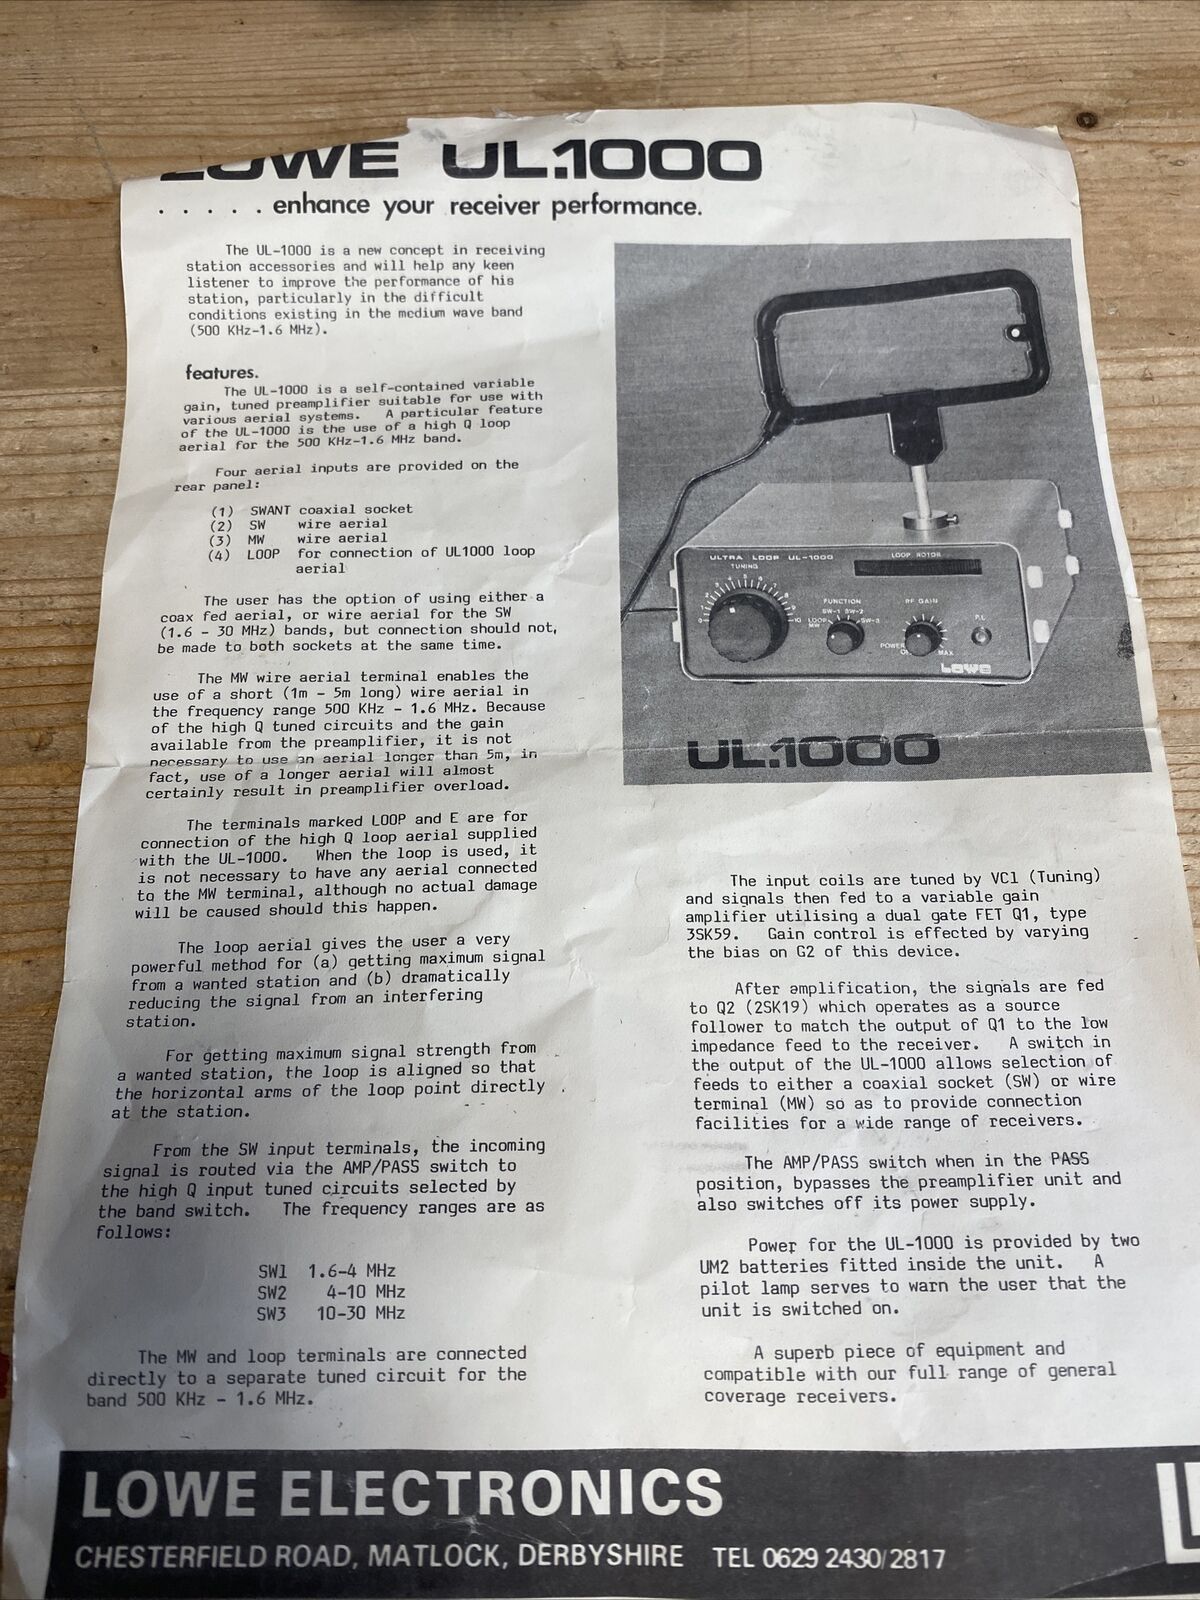 LOWE UL.1000
. . . . . enhance your receiver performance.
The UL-1000 is a new concept in receiving
station accessories and will help any keen
listener to improve the performance of his
station, particularly in the difficult
conditions existing in the medium wave band
(500 KHz-1.6 MHz).
features.
The UL-1000 is a self-contained variable
gain, tuned preamplifier suitable for use with
various aerial systems. A particular feature
of the UL-1000 is the use of a high Q loop
aerial for the 500 KHz-1.6 MHz band.
Four aerial inputs are provided on the
rear panel:
(1) SWANT coaxial socket
(2) SW wire aerial
(3) MW wire aerial
(4) LOOP for connection of UL1000 loop
aerial
The user has the option of using either a
coax fed aerial, or wire aerial for the SW
(1.6 - 30 MHz) bands, but connection should not,
be made to both sockets at the same time.
The MW wire aerial terminal enables the
use of a short (1m - 5m long) wire aerial in
the frequency range 500 KHz - 1.6 MHz. Because
of the high Q tuned circuits and the gain
available from the preamplifier, it is not
necessary to use an aerial longer than 5m, in
fact, use of a longer aerial will almost
certainly result in preamplifier overload.
The terminals marked LOOP and E are for
connection of the high Q loop aerial supplied
with the UL-1000. When the loop is used, it
is not necessary to have any aerial connected
to the MW terminal, although no actual damage
will be caused should this happen.
The loop aerial gives the user a very
powerful method for (a) getting maximum signal
from a wanted station and (b) dramatically
reducing the signal from an interfering
station.
For getting maximum signal strength from
a wanted station, the loop is aligned so that
the horizontal arms of the loop point directly
at the station.
From the SW input terminals, the incoming
signal is routed via the AMP/PASS switch to
the high Q input tuned circuits selected by
the band switch. The frequency ranges are as
follows:
SW1 1.6-4 MHz
SW2 4-10 MHz
SW3 10-30 MHz
The MW and loop terminals are connected
directly to a separate tuned circuit for the
band 500 KHz - 1.6 MHz.
ULTRA LOOP UL-1000
LOOP ROTOR
TUNING
0
10
FUNCTION
SW-1 SW-2
LOOP
MW
SW-3
RF GAIN
POWER
MAX
P.L
LOWE
UL.1000
The input coils are tuned by VC1 (Tuning)
and signals then fed to a variable gain
amplifier utilising a dual gate FET Q1, type
3SK59. Gain control is effected by varying
the bias on G2 of this device.
After amplification, the signals are fed
to Q2 (2SK19) which operates as a source
follower to match the output of Q1 to the low
impedance feed to the receiver. A switch in
the output of the UL-1000 allows selection of
feeds to either a coaxial socket (SW) or wire
terminal (MW) so as to provide connection
facilities for a wide range of receivers.
The AMP/PASS switch when in the PASS
position, bypasses the preamplifier unit and
also switches off its power supply.
Power for the UL-1000 is provided by two
UM2 batteries fitted inside the unit. A
pilot lamp serves to warn the user that the
unit is switched on.
A superb piece of equipment and
compatible with our full range of general
coverage receivers.
LOWE ELECTRONICS
CHESTERFIELD ROAD, MATLOCK, DERBYSHIRE TEL 0629 2430/2817